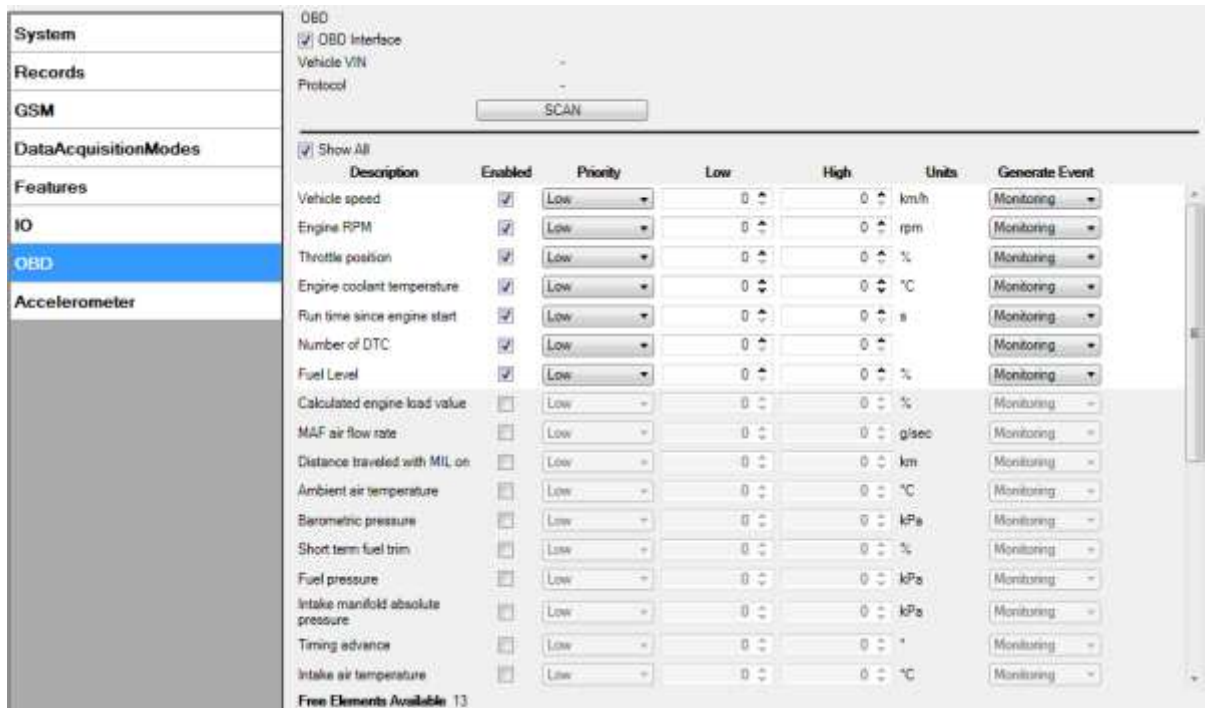 System
Records
GSM
DataAcquisitionModes
Features
IO
OBD
Accelerometer
OBD
OBD Interface
Vehicle VIN -
Protocol -
SCAN
Show All
Description Enabled Priority Low High Units Generate Event
Vehicle speed Low 0 0 km/h Monitoring
Engine RPM Low 0 0 rpm Monitoring
Throttle position Low 0 0 % Monitoring
Engine coolant temperature Low 0 0 °C Monitoring
Run time since engine start Low 0 0 s Monitoring
Number of DTC Low 0 0 Monitoring
Fuel Level Low 0 0 % Monitoring
Calculated engine load value Low 0 0 % Monitoring
MAF air flow rate Low 0 0 g/sec Monitoring
Distance traveled with MIL on Low 0 0 km Monitoring
Ambient air temperature Low 0 0 °C Monitoring
Barometric pressure Low 0 0 kPa Monitoring
Short term fuel trim Low 0 0 % Monitoring
Fuel pressure Low 0 0 kPa Monitoring
Intake manifold absolute
pressure Low 0 0 kPa Monitoring
Timing advance Low 0 0 ° Monitoring
Intake air temperature Low 0 0 °C Monitoring
Free Elements Available 13